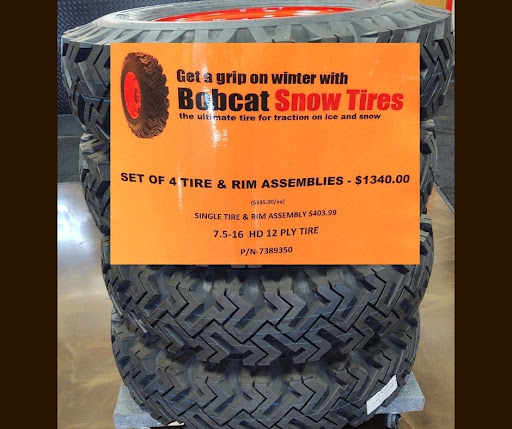 Get a grip on winter with
Bobcat Snow Tires
the ultimate tire for traction on ice and snow
SET OF 4 TIRE & RIM ASSEMBLIES - $1340.00
($335.00/ea)
SINGLE TIRE & RIM ASSEMBLY $403.99
7.5-16 HD 12 PLY TIRE
P/N-7389350